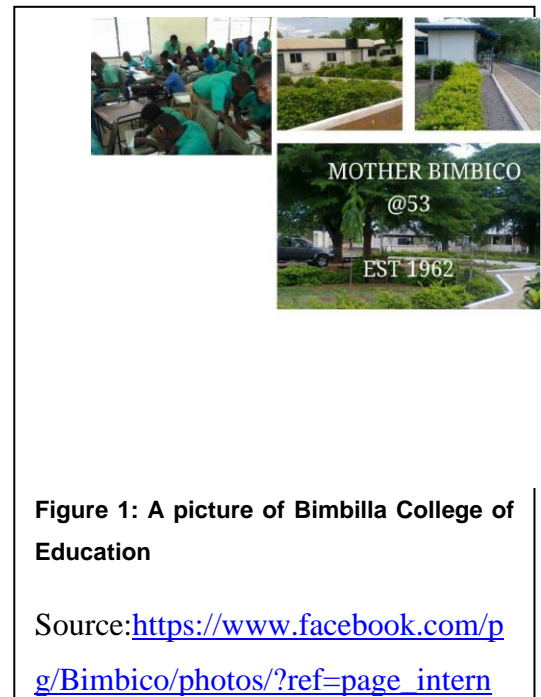 MOTHER BIMBICO
@53
EST 1962
Figure 1: A picture of Bimbilla College of
Education
Source:https://www.facebook.com/p
g/Bimbico/photos/?ref=page_intern